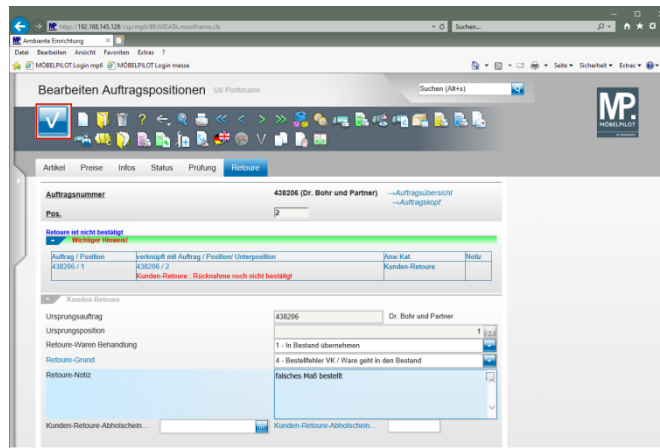 http://192.168.145.128/csp/mp6/BEWIDATA.mainFrame.cls
Suchen...
Ambiente Einrichtung
Datei Bearbeiten Ansicht Favoriten Extras ?
MÖBELPILOT Login mp6 MÖBELPILOT Login messe
Seite Sicherheit Extras
Bearbeiten Auftragspositionen Uli Flottmann
Suchen (Alt+s)
MP.
MÖBELPILOT
Artikel Preise Infos Status Prüfung Retoure
Auftragsnummer 438206 (Dr. Bohr und Partner) →Auftragsübersicht
→Auftragskopf
Pos. 2
Retoure ist nicht bestätigt
Wichtiger Hinweis!
Auftrag / Position verknüpft mit Auftrag / Position/ Unterposition Anw Kat Notiz
438206 / 1 438206 / 2 Kunden-Retoure
Kunden-Retoure : Rücknahme noch nicht bestätigt
Kunden-Retoure
Ursprungsauftrag 438206 Dr. Bohr und Partner
Ursprungsposition 1
Retoure-Waren Behandlung 1 - In Bestand übernehmen
Retoure-Grund 4 - Bestellfehler VK / Ware geht in den Bestand
Retoure-Notiz falsches Maß bestellt
Kunden-Retoure-Abholschein... Kunden-Retoure-Abholschein...